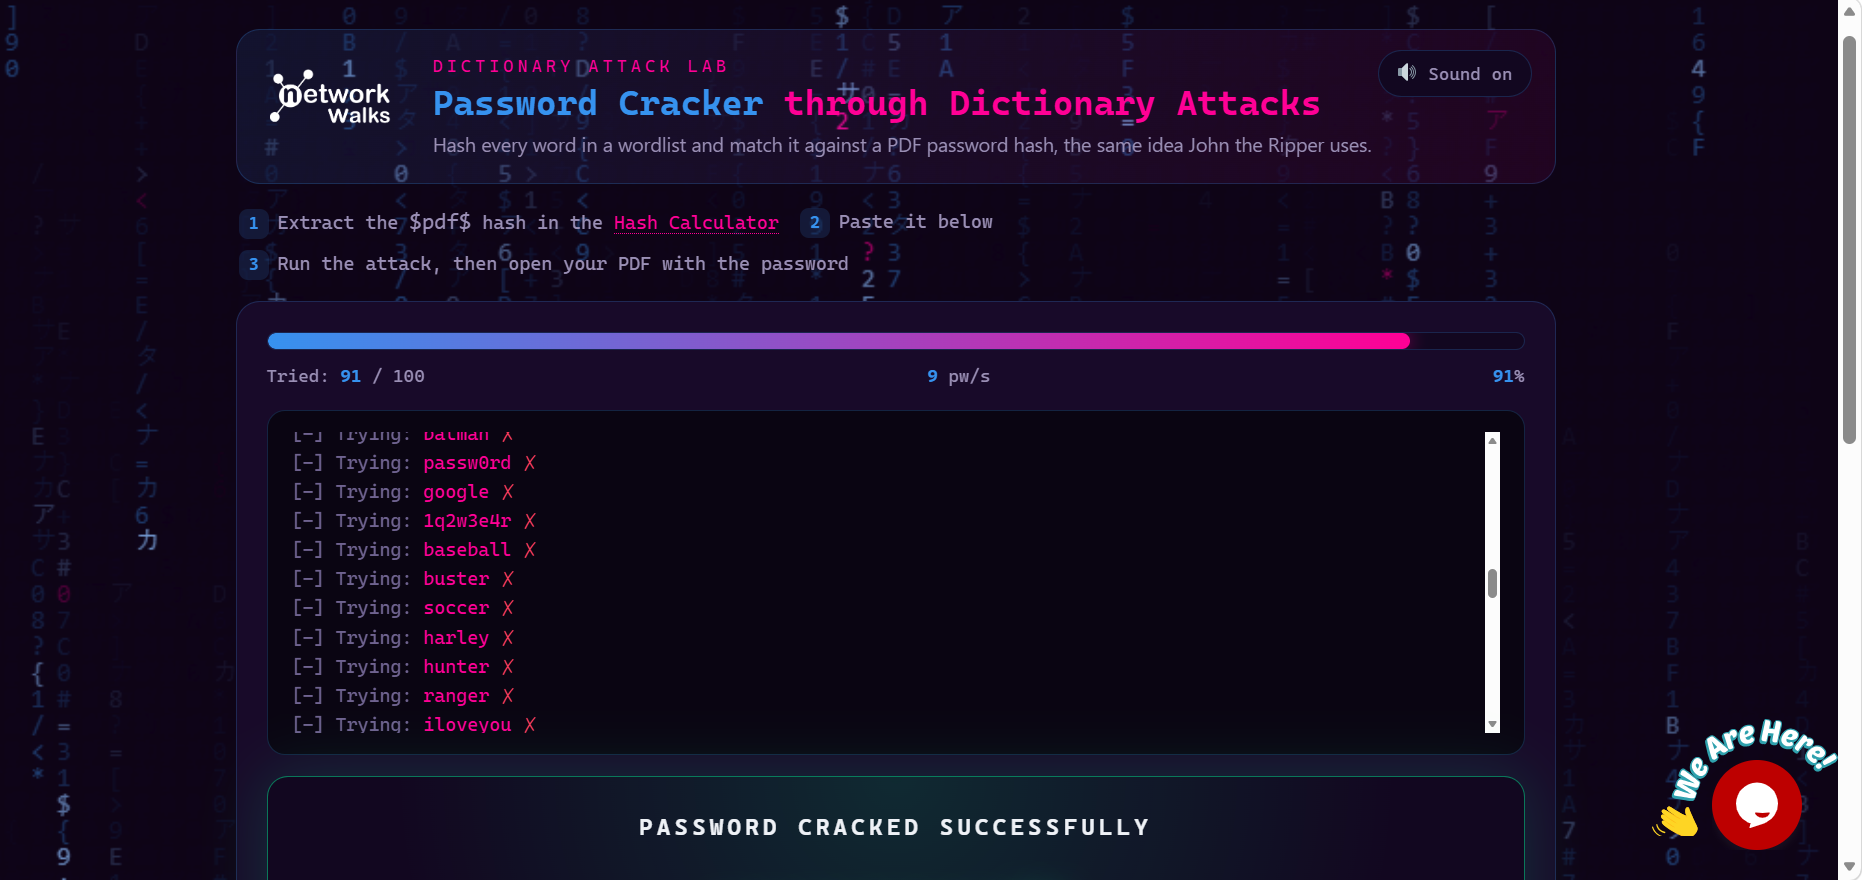 network
Walks
DICTIONARY ATTACK LAB
Password Cracker through Dictionary Attacks
Hash every word in a wordlist and match it against a PDF password hash, the same idea John the Ripper uses.
Sound on
1 Extract the $pdf$ hash in the Hash Calculator 2 Paste it below
3 Run the attack, then open your PDF with the password
Tried: 91 / 100 9 pw/s 91%
[-] Trying: batman ✗
[-] Trying: passw0rd ✗
[-] Trying: google ✗
[-] Trying: 1q2w3e4r ✗
[-] Trying: baseball ✗
[-] Trying: buster ✗
[-] Trying: soccer ✗
[-] Trying: harley ✗
[-] Trying: hunter ✗
[-] Trying: ranger ✗
[-] Trying: iloveyou ✗
PASSWORD CRACKED SUCCESSFULLY
We Are Here!